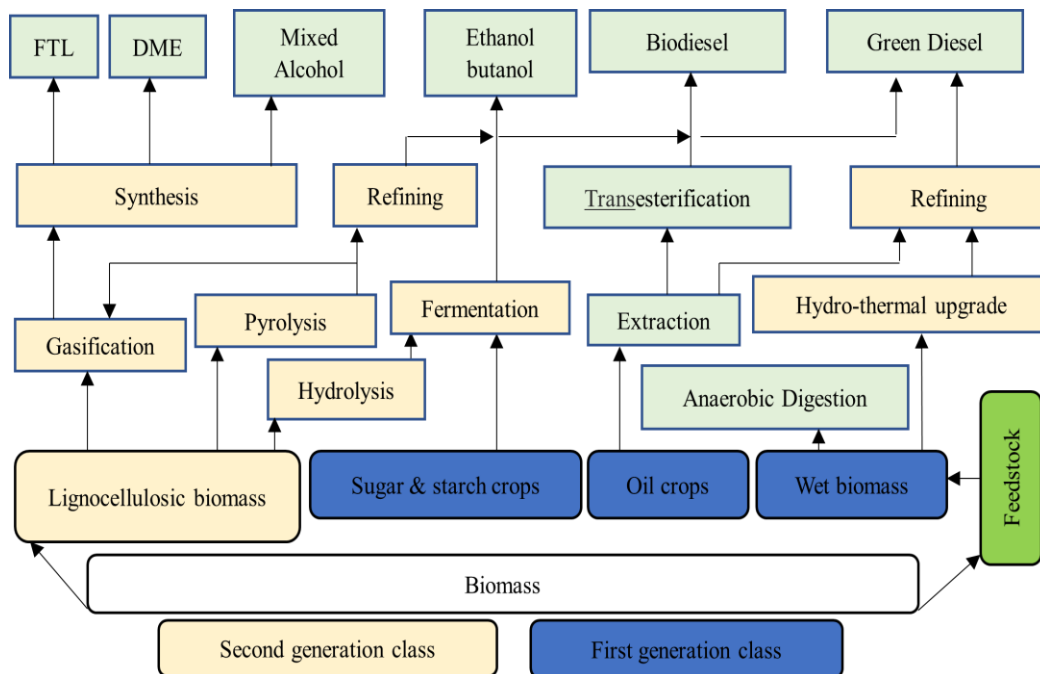 FTL
DME
Mixed
Alcohol
Ethanol
butanol
Biodiesel
Green Diesel
Synthesis
Refining
Transesterification
Refining
Gasification
Pyrolysis
Fermentation
Extraction
Hydro-thermal upgrade
Hydrolysis
Anaerobic Digestion
Lignocellulosic biomass
Sugar & starch crops
Oil crops
Wet biomass
Feedstock
Biomass
Second generation class
First generation class